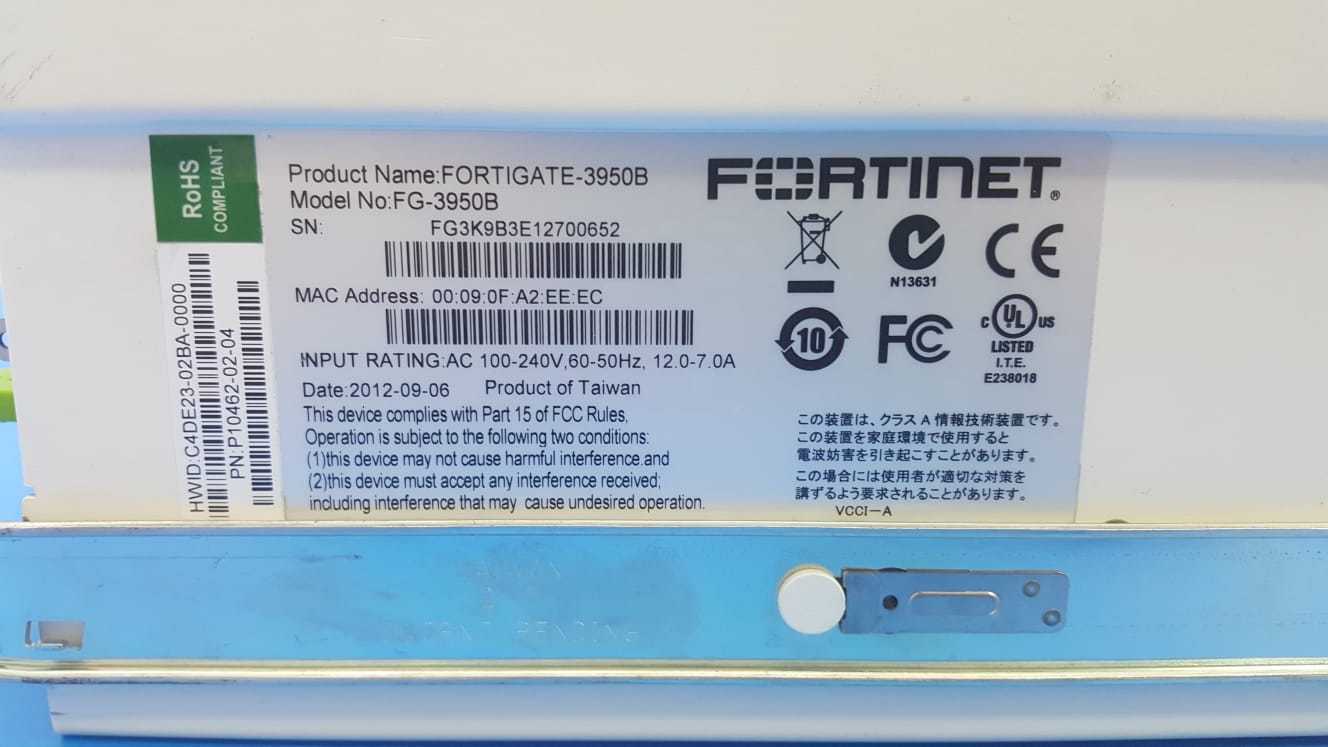 RoHS
COMPLIANT
HWID:C4DE23-02BA-0000
PN:P10462-02-04
Product Name:FORTIGATE-3950B
Model No:FG-3950B
SN: FG3K9B3E12700652
MAC Address: 00:09:0F:A2:EE:EC
INPUT RATING:AC 100-240V,60-50Hz, 12.0-7.0A
Date:2012-09-06 Product of Taiwan
This device complies with Part 15 of FCC Rules,
Operation is subject to the following two conditions:
(1)this device may not cause harmful interference.and
(2)this device must accept any interference received;
including interference that may cause undesired operation.
FORTINET®
N13631
CE
10
FC
C UL US
LISTED
I.T.E.
E238018
この装置は、クラス A 情報技術装置です。
この装置を家庭環境で使用すると
電波妨害を引き起こすことがあります。
この場合には使用者が適切な対策を
講ずるよう要求されることがあります。
VCCI-A
PENDING